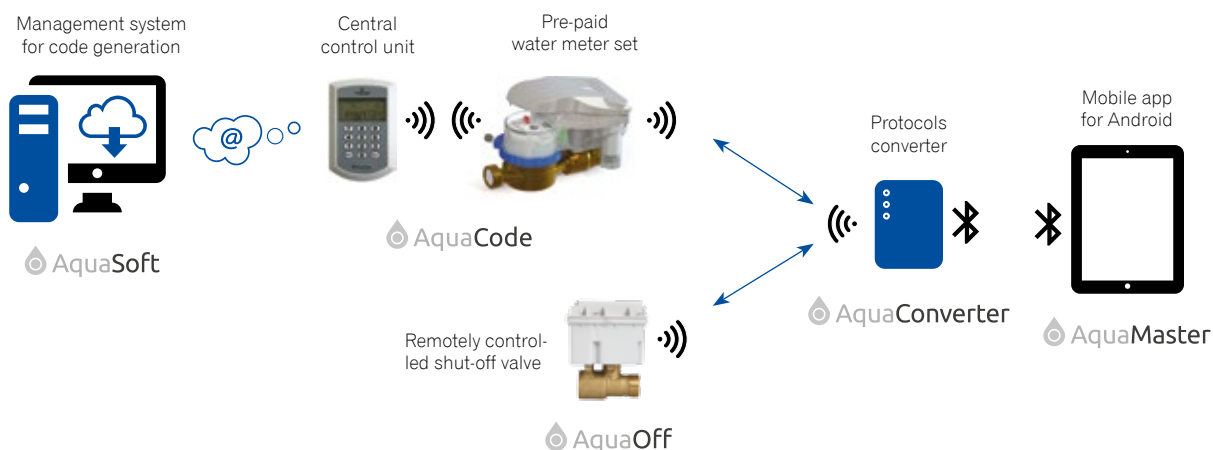 Management system
for code generation
Central
control unit
Pre-paid
water meter set
Protocols
converter
Mobile app
for Android
@
AquaSoft
AquaCode
AquaConverter
AquaMaster
Remotely control-
led shut-off valve
AquaOff